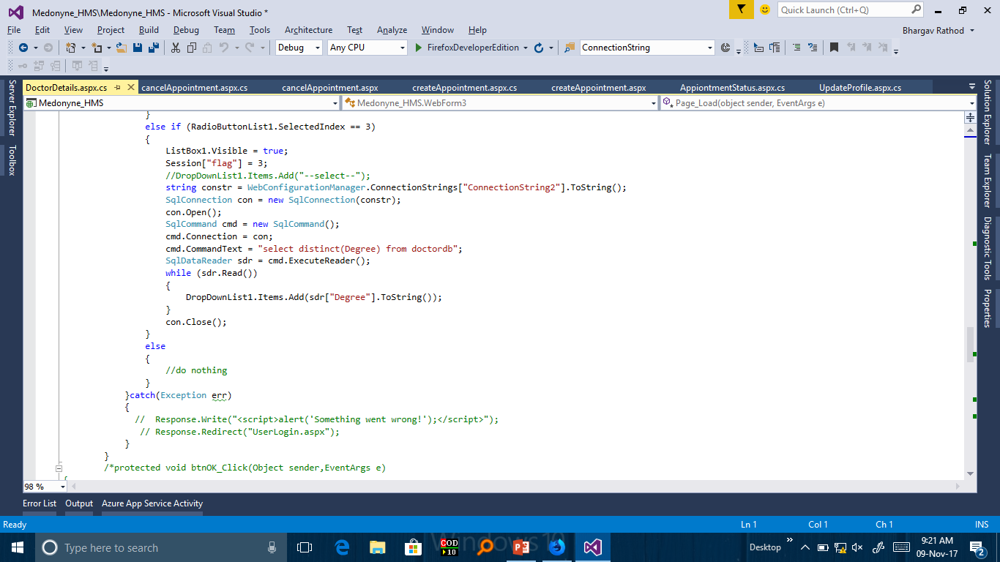 Medonyne_HMS\Medonyne_HMS - Microsoft Visual Studio *
Quick Launch (Ctrl+Q)
File Edit View Project Build Debug Team Tools Architecture Test Analyze Window Help
Bhargav Rathod
Debug Any CPU FirefoxDeveloperEdition ConnectionString
DoctorDetails.aspx.cs cancelAppointment.aspx.cs cancelAppointment.aspx createAppointment.aspx.cs createAppointment.aspx AppiontmentStatus.aspx.cs UpdateProfile.aspx.cs
Server Explorer
Toolbox
Medonyne_HMS Medonyne_HMS.WebForm3 Page_Load(object sender, EventArgs e)
}
else if (RadioButtonList1.SelectedIndex == 3)
{
ListBox1.Visible = true;
Session["flag"] = 3;
//DropDownList1.Items.Add("--select--");
string constr = WebConfigurationManager.ConnectionStrings["ConnectionString2"].ToString();
SqlConnection con = new SqlConnection(constr);
con.Open();
SqlCommand cmd = new SqlCommand();
cmd.Connection = con;
cmd.CommandText = "select distinct(Degree) from doctordb";
SqlDataReader sdr = cmd.ExecuteReader();
while (sdr.Read())
{
DropDownList1.Items.Add(sdr["Degree"].ToString());
}
con.Close();
}
else
{
//do nothing
}
}catch(Exception err)
{
// Response.Write("<script>alert('Something went wrong!');</script>");
// Response.Redirect("UserLogin.aspx");
}
}
/*protected void btnOK_Click(Object sender,EventArgs e)
{
Solution Explorer
Team Explorer
Diagnostic Tools
Properties
98 %
Error List Output Azure App Service Activity
Ready Ln 1 Col 1 Ch 1 INS
Type here to search
COD
►10
Windows 10
Desktop
9:21 AM
09-Nov-17
2